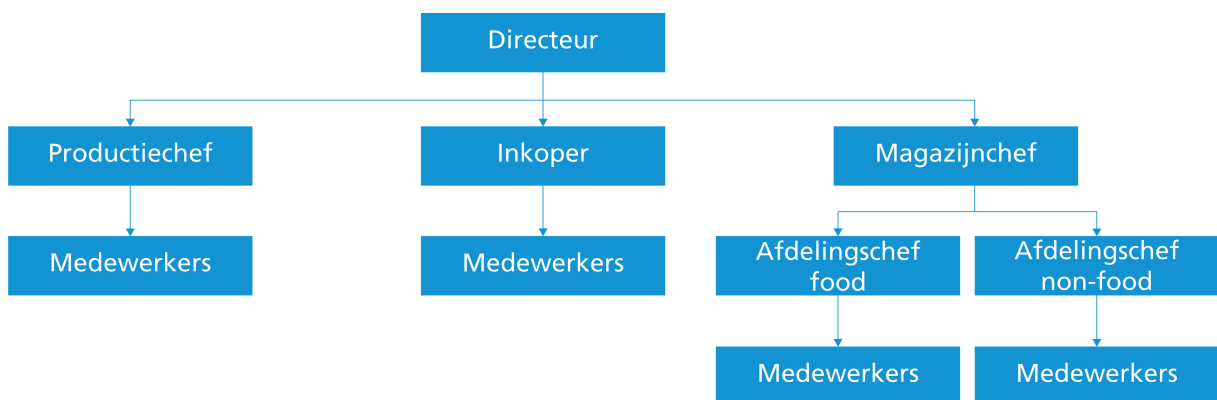 Directeur
Productiechef
Inkoper
Magazijnchef
Medewerkers
Medewerkers
Afdelingschef
food
Afdelingschef
non-food
Medewerkers
Medewerkers